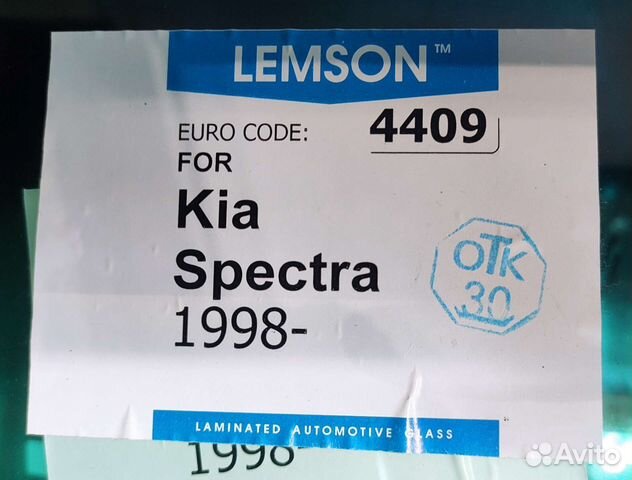 LEMSON™
EURO CODE: 4409
FOR
Kia
Spectra
1998-
ОТК
30
LAMINATED AUTOMOTIVE GLASS
1998-
Avito